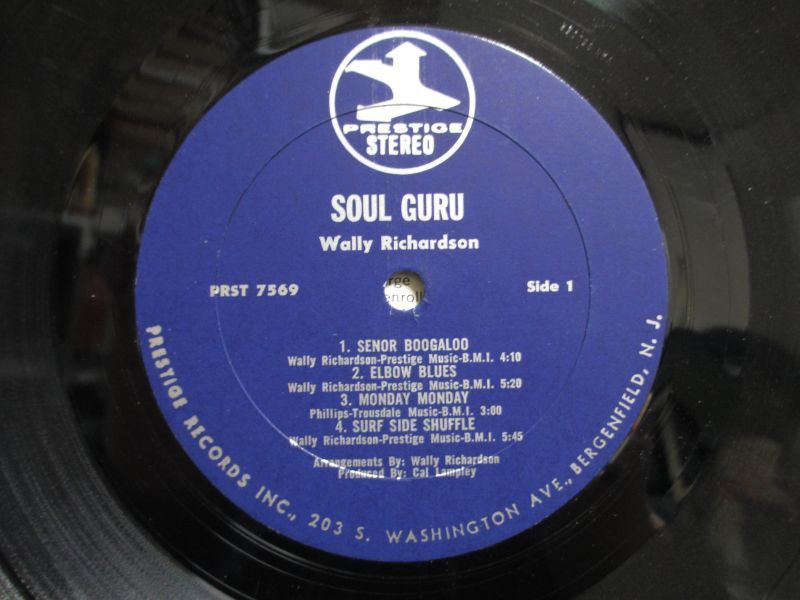 PRESTIGE
STEREO
SOUL GURU
Wally Richardson
PRST 7569
Side 1
1. SENOR BOOGALOO
Wally Richardson-Prestige Music-B.M.I. 4:10
2. ELBOW BLUES
Wally Richardson-Prestige Music-B.M.I. 5:20
3. MONDAY MONDAY
Phillips-Trousdale Music-B.M.I. 3:00
4. SURF SIDE SHUFFLE
Wally Richardson-Prestige Music-B.M.I. 5:45
Arrangements By: Wally Richardson
Produced By: Cal Lampley
PRESTIGE RECORDS INC., 203 S. WASHINGTON AVE., BERGENFIELD, N. J.